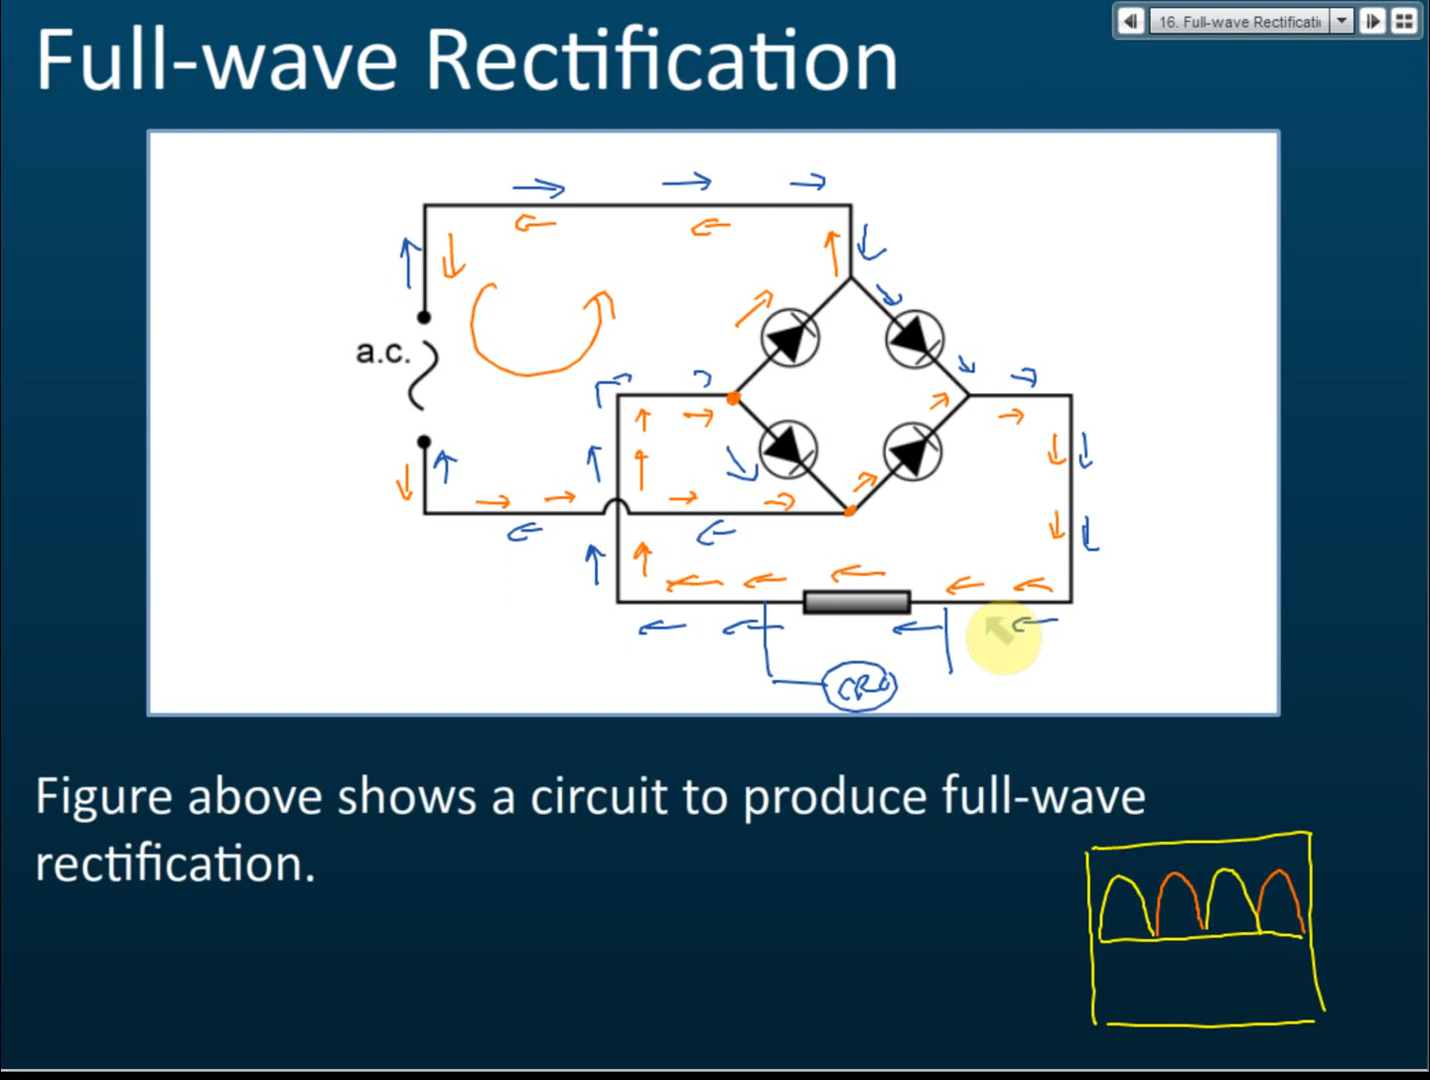 16. Full-wave Rectificati
Full-wave Rectification
a.c.
CRO
Figure above shows a circuit to produce full-wave
rectification.